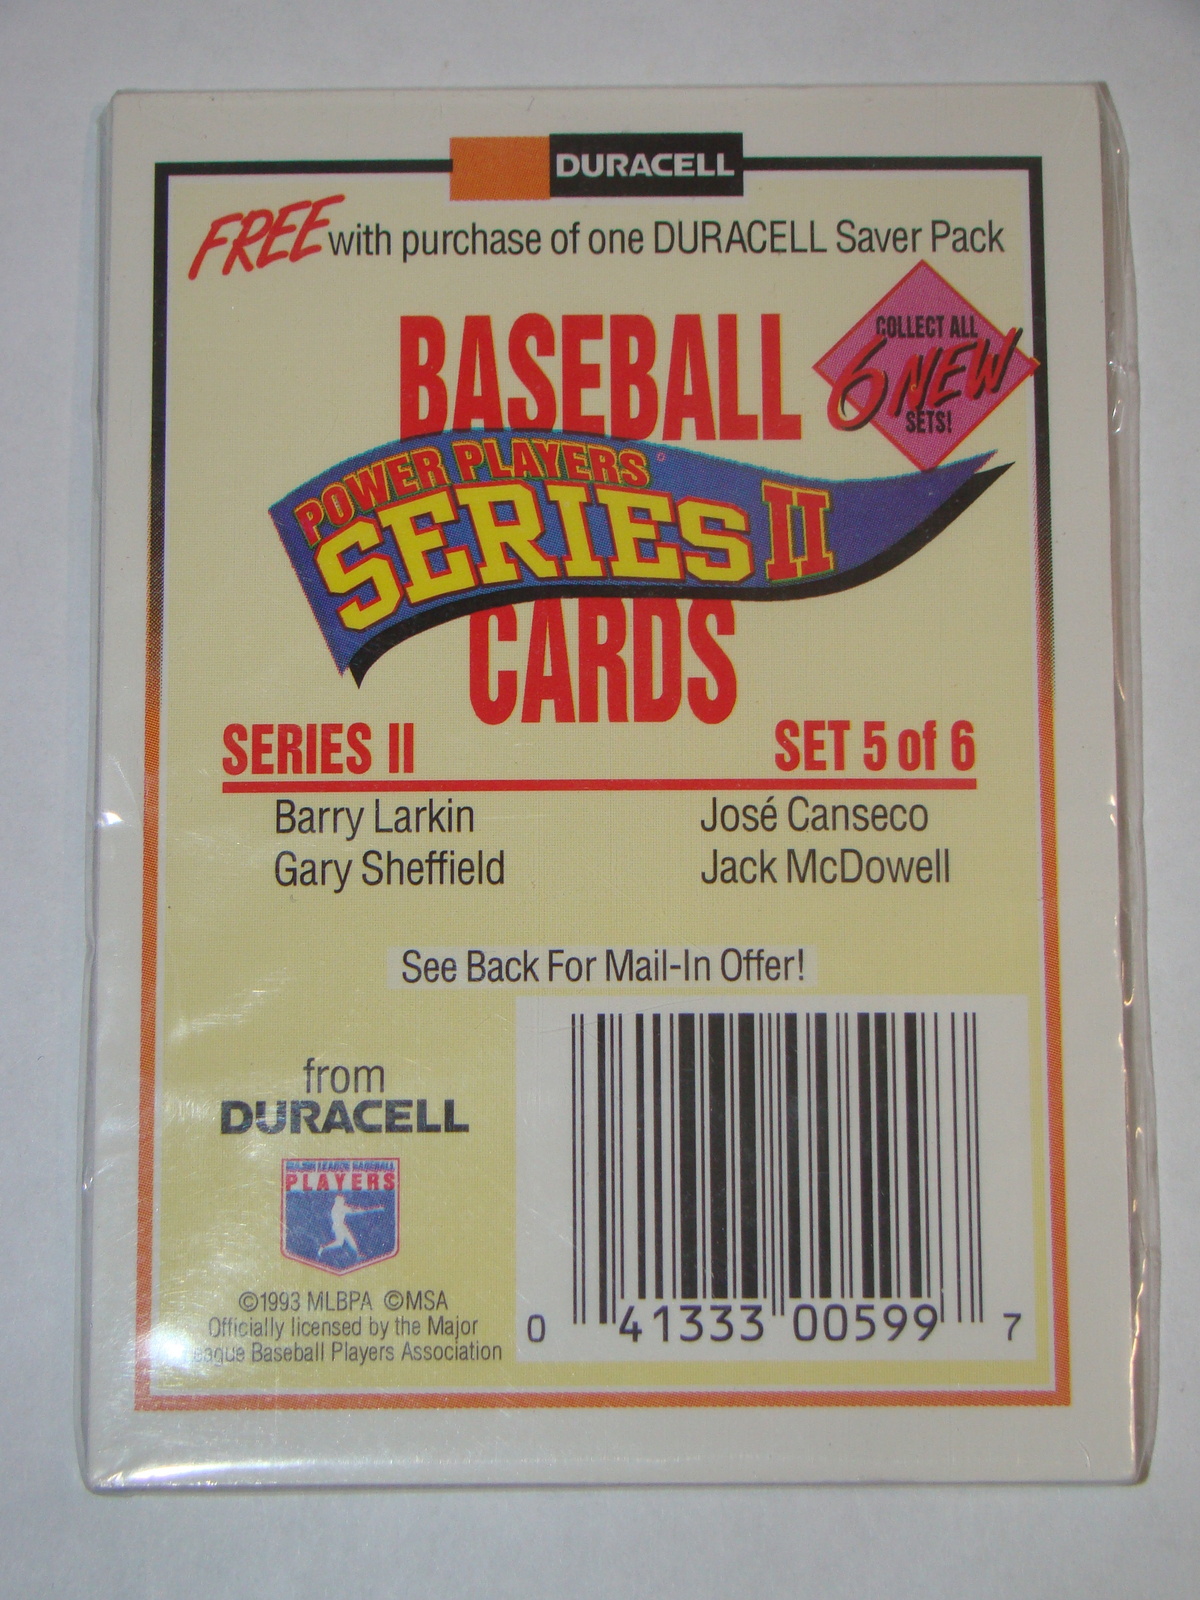 DURACELL
FREE with purchase of one DURACELL Saver Pack
COLLECT ALL
6 NEW
SETS!
BASEBALL
POWER PLAYERS
SERIES II
CARDS
SERIES II SET 5 of 6
Barry Larkin José Canseco
Gary Sheffield Jack McDowell
See Back For Mail-In Offer!
from
DURACELL
MAJOR LEAGUE BASEBALL
PLAYERS
©1993 MLBPA ©MSA
Officially licensed by the Major
eague Baseball Players Association
0 41333 00599 7